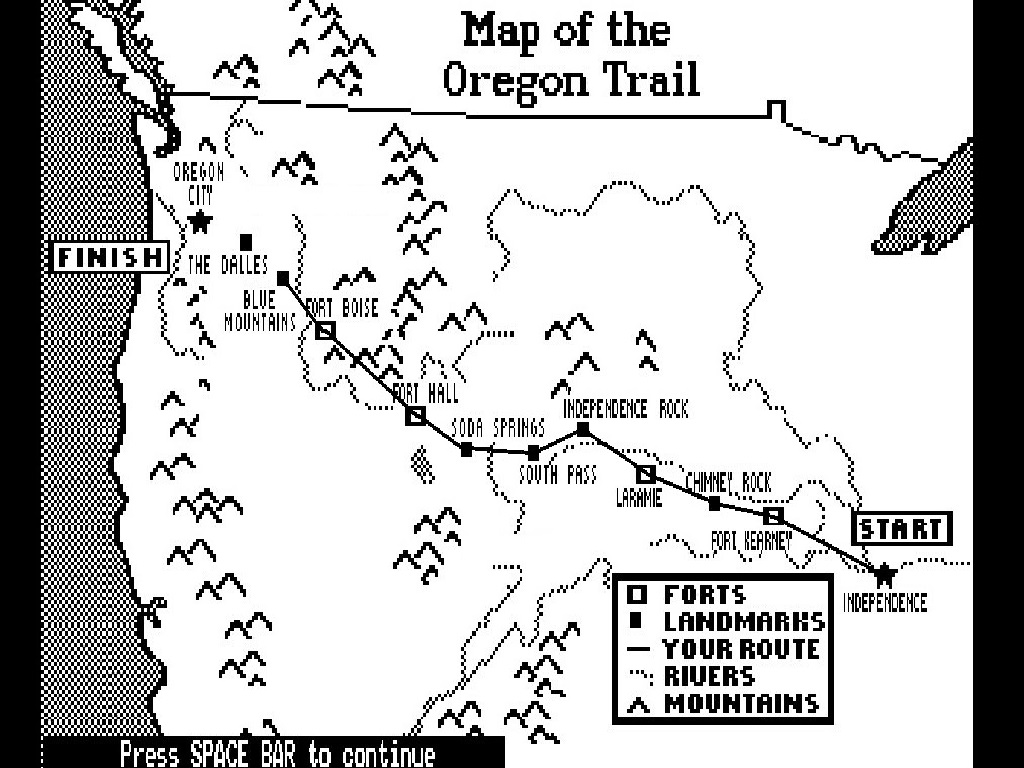 Map of the
Oregon Trail
OREGON
CITY
FINISH
THE DALLES
BLUE
MOUNTAINS
FORT BOISE
FORT HALL
SODA SPRINGS
SOUTH PASS
INDEPENDENCE ROCK
LARAMIE
CHIMNEY ROCK
FORT KEARNEY
START
INDEPENDENCE
FORTS
LANDMARKS
YOUR ROUTE
RIVERS
MOUNTAINS
Press SPACE BAR to continue